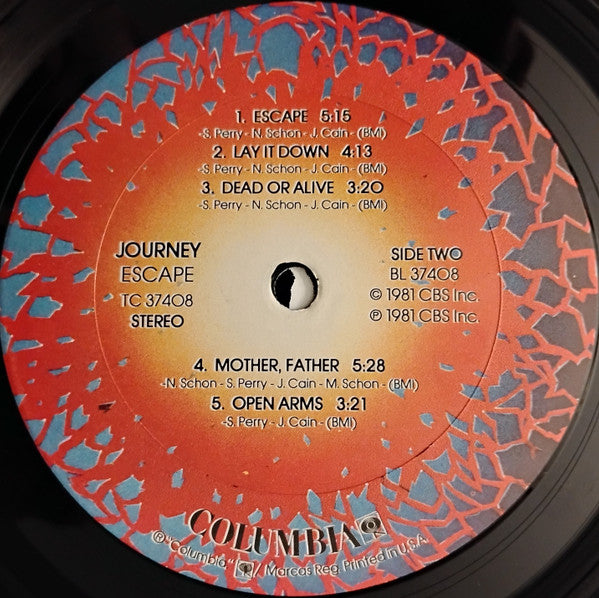 1. ESCAPE 5:15
-S. Perry - N. Schon - J. Cain - (BMI)
2. LAY IT DOWN 4:13
-S. Perry - N. Schon - J. Cain - (BMI)
3. DEAD OR ALIVE 3:20
-S. Perry - N. Schon - J. Cain - (BMI)
JOURNEY
ESCAPE
TC 37408
STEREO
SIDE TWO
BL 37408
© 1981 CBS Inc.
℗ 1981 CBS Inc.
4. MOTHER, FATHER 5:28
-N. Schon - S. Perry - J. Cain - M. Schon - (BMI)
5. OPEN ARMS 3:21
-S. Perry - J. Cain - (BMI)
COLUMBIA
®"Columbia," / Marcas Reg. Printed in U.S.A.